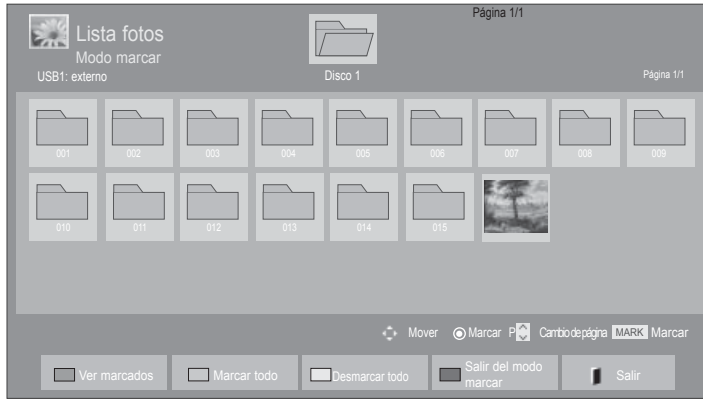 Página 1/1
Lista fotos
Modo marcar
USB1: externo
Disco 1
Página 1/1
001 002 003 004 005 006 007 008 009
010 011 012 013 014 015
Mover Marcar P Cambio de página MARK Marcar
Ver marcados Marcar todo Desmarcar todo Salir del modo marcar Salir